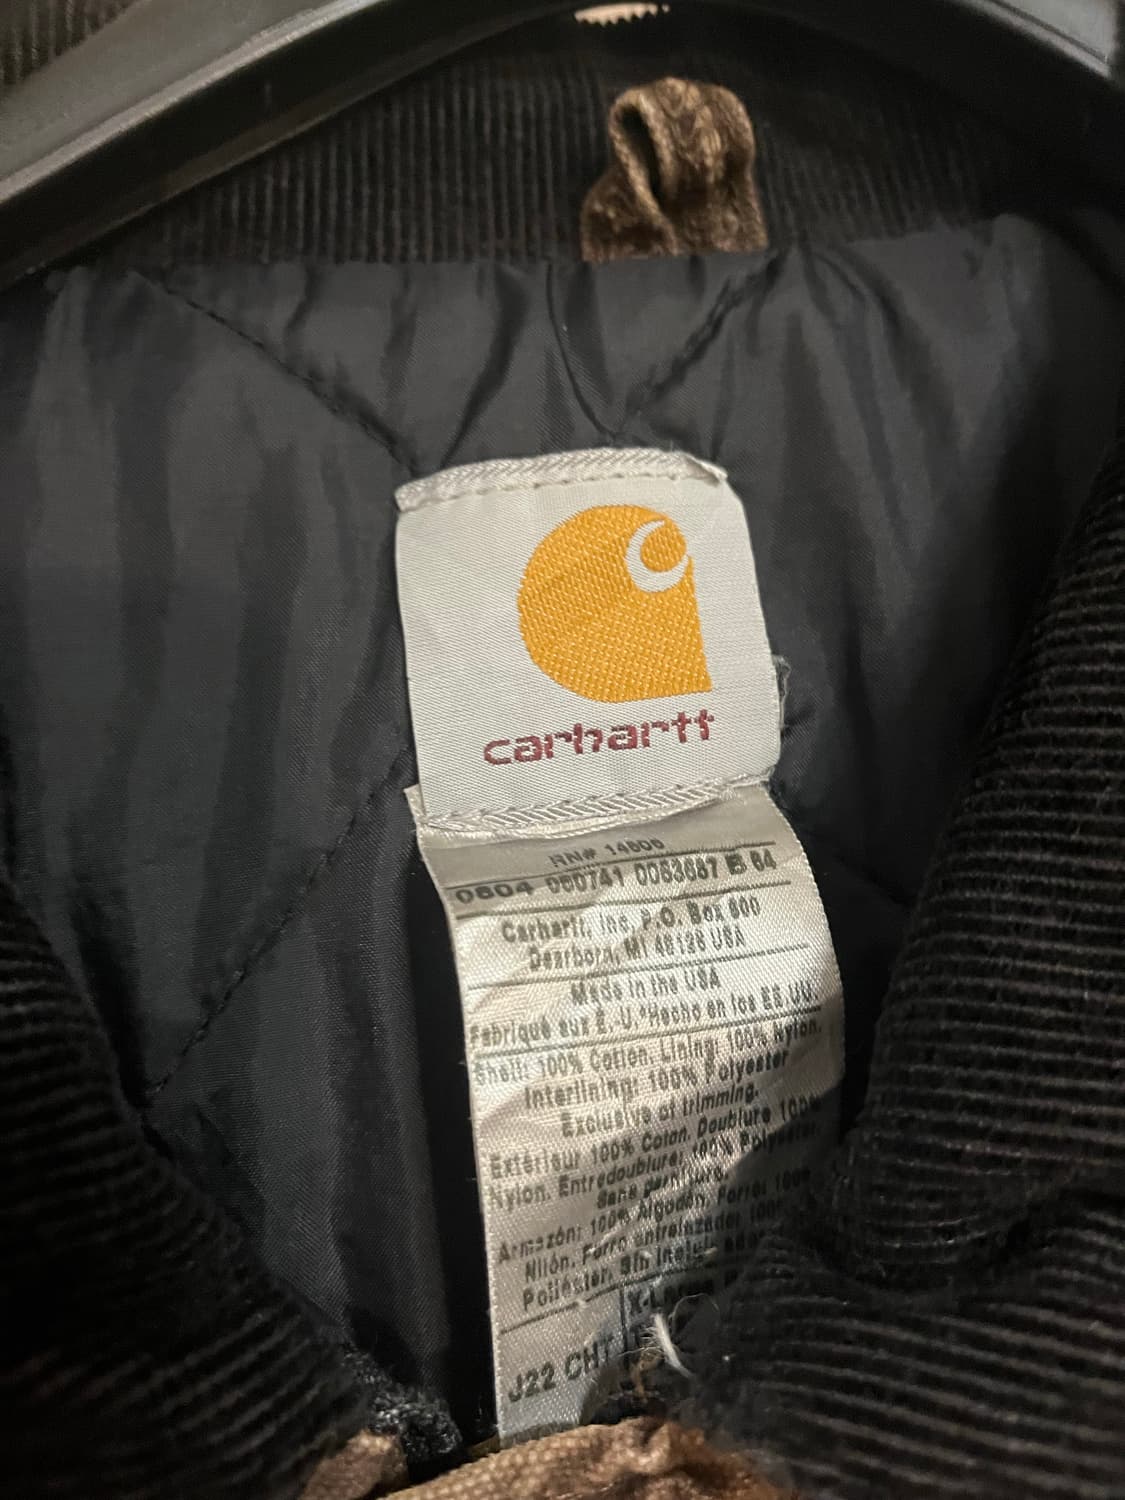 carhartt
RN# 14806
0804 060741 0063687 B 64
Carhartt, Inc, P.O. Box 600
Dearborn, MI 48126 USA
Made in the USA
Fabriqué aux É.-U.*Hecho en los EE.UU.
Shell: 100% Cotton. Lining: 100% Nylon.
Interlining: 100% Polyester
Exclusive of trimming.
Extérieur 100% Coton. Doublure 100%
Nylon. Entredoublure: 100% Polyester.
Sans garniture.
Armazón: 100% Algodón. Forro: 100%
Nilón. Forro entrelazado: 100%
Poliéster. Sin incluir
J22 CHT